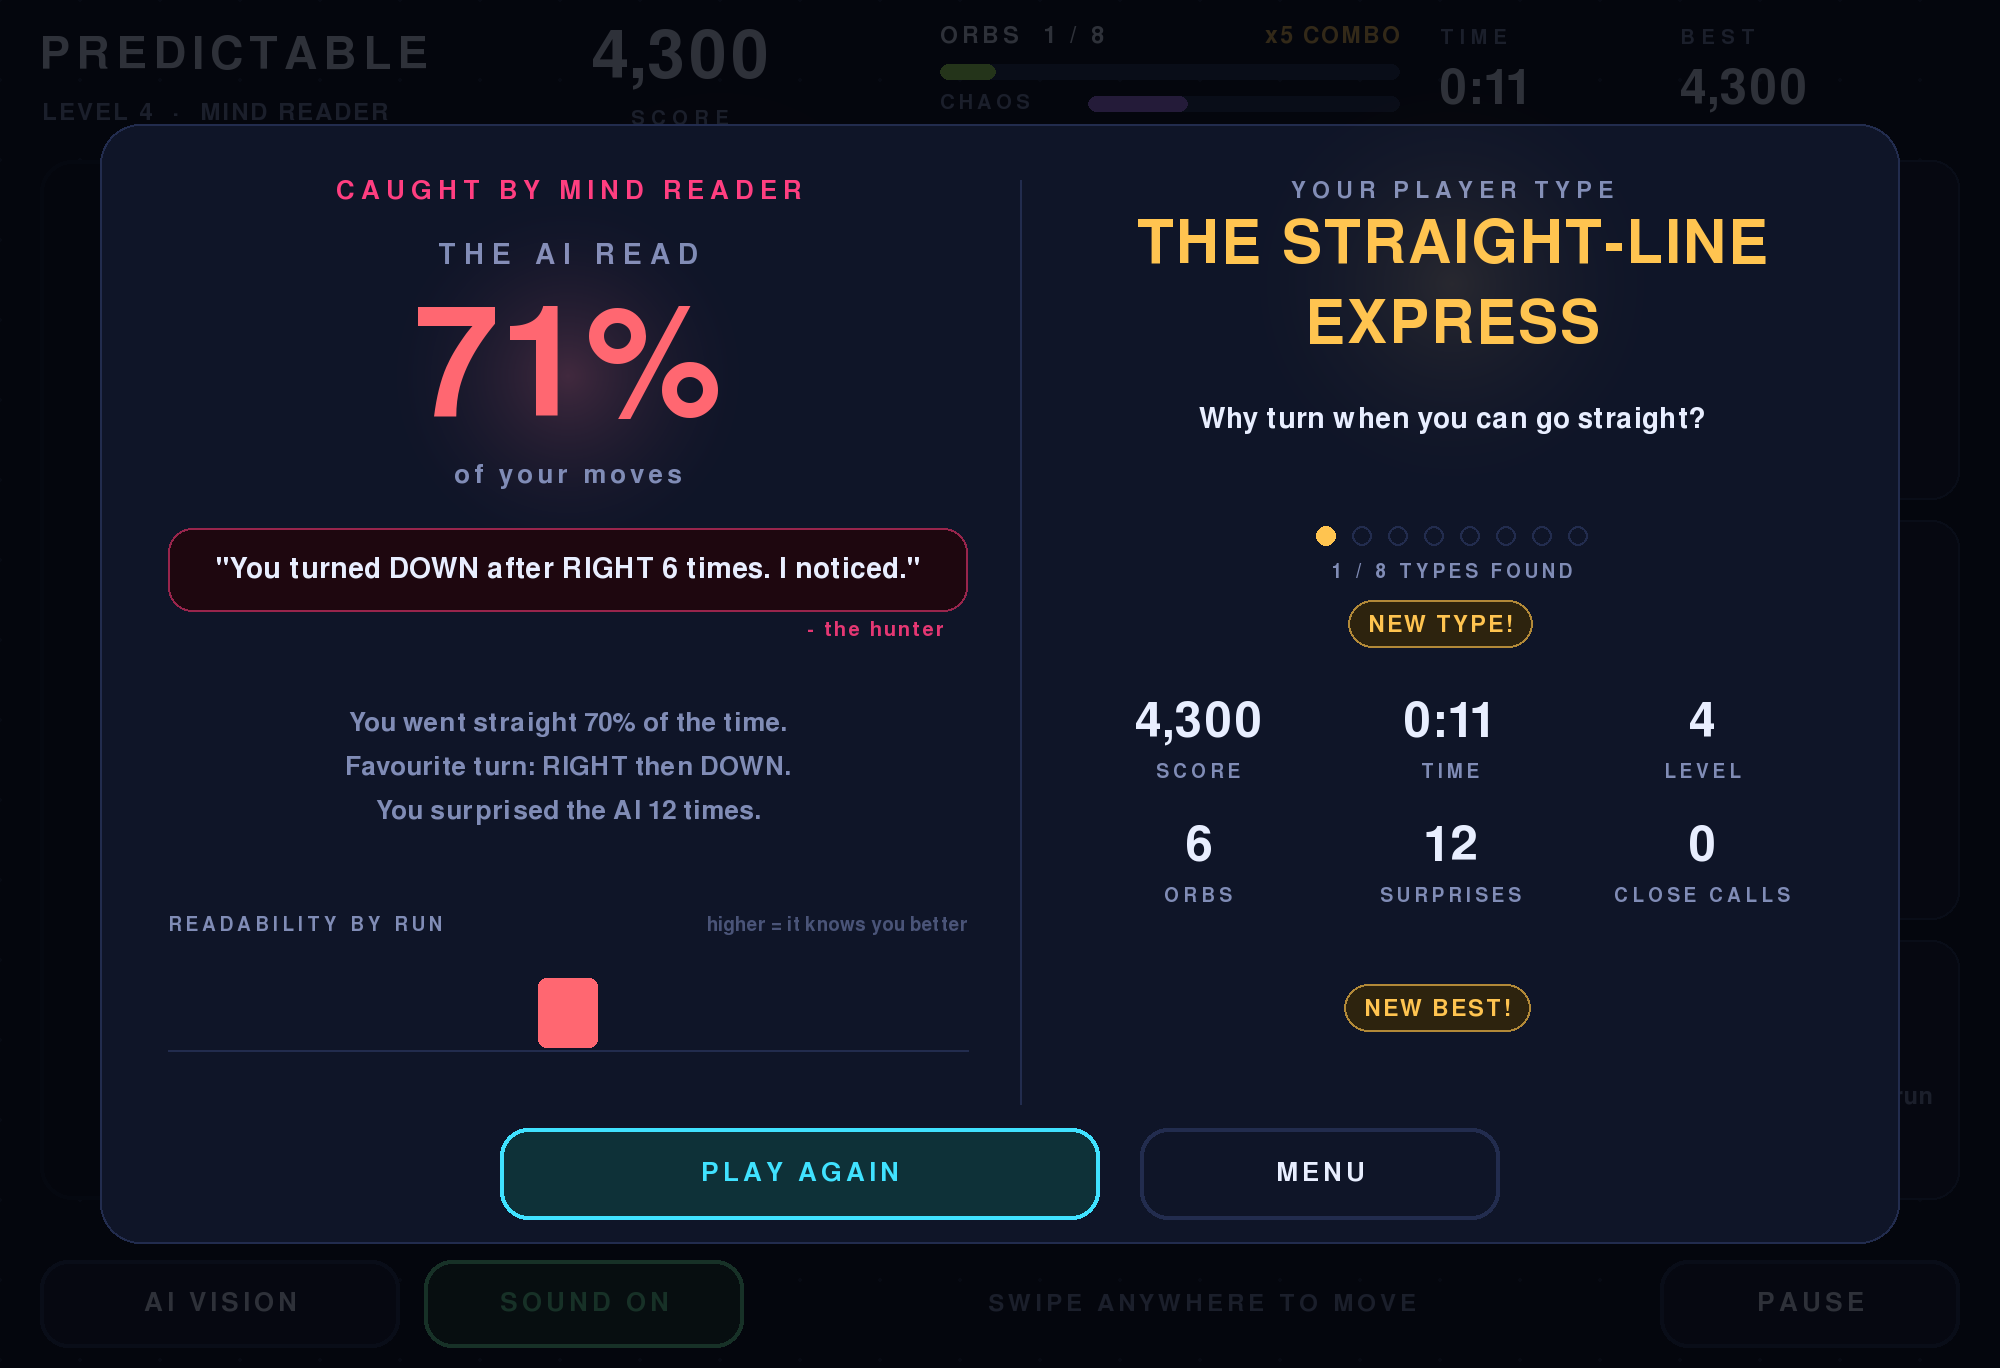 PREDICTABLE
LEVEL 4 · MIND READER
4,300
SCORE
ORBS 1 / 8
x5 COMBO
CHAOS
TIME
0:11
BEST
4,300
CAUGHT BY MIND READER
THE AI READ
71%
of your moves
"You turned DOWN after RIGHT 6 times. I noticed."
- the hunter
You went straight 70% of the time.
Favourite turn: RIGHT then DOWN.
You surprised the AI 12 times.
READABILITY BY RUN
higher = it knows you better
YOUR PLAYER TYPE
THE STRAIGHT-LINE
EXPRESS
Why turn when you can go straight?
1 / 8 TYPES FOUND
NEW TYPE!
4,300
SCORE
0:11
TIME
4
LEVEL
6
ORBS
12
SURPRISES
0
CLOSE CALLS
NEW BEST!
run
PLAY AGAIN
MENU
AI VISION
SOUND ON
SWIPE ANYWHERE TO MOVE
PAUSE